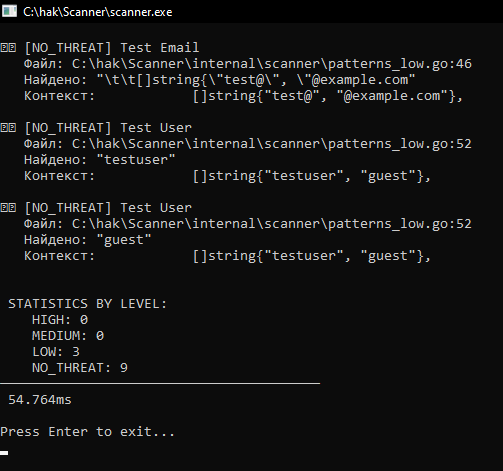 C:\hak\Scanner\scanner.exe
[NO_THREAT] Test Email
Файл: C:\hak\Scanner\internal\scanner\patterns_low.go:46
Найдено: "\t\t[]string{\"test@\", \"@example.com"
Контекст: []string{"test@", "@example.com"},
[NO_THREAT] Test User
Файл: C:\hak\Scanner\internal\scanner\patterns_low.go:52
Найдено: "testuser"
Контекст: []string{"testuser", "guest"},
[NO_THREAT] Test User
Файл: C:\hak\Scanner\internal\scanner\patterns_low.go:52
Найдено: "guest"
Контекст: []string{"testuser", "guest"},
STATISTICS BY LEVEL:
HIGH: 0
MEDIUM: 0
LOW: 3
NO_THREAT: 9
54.764ms
Press Enter to exit...